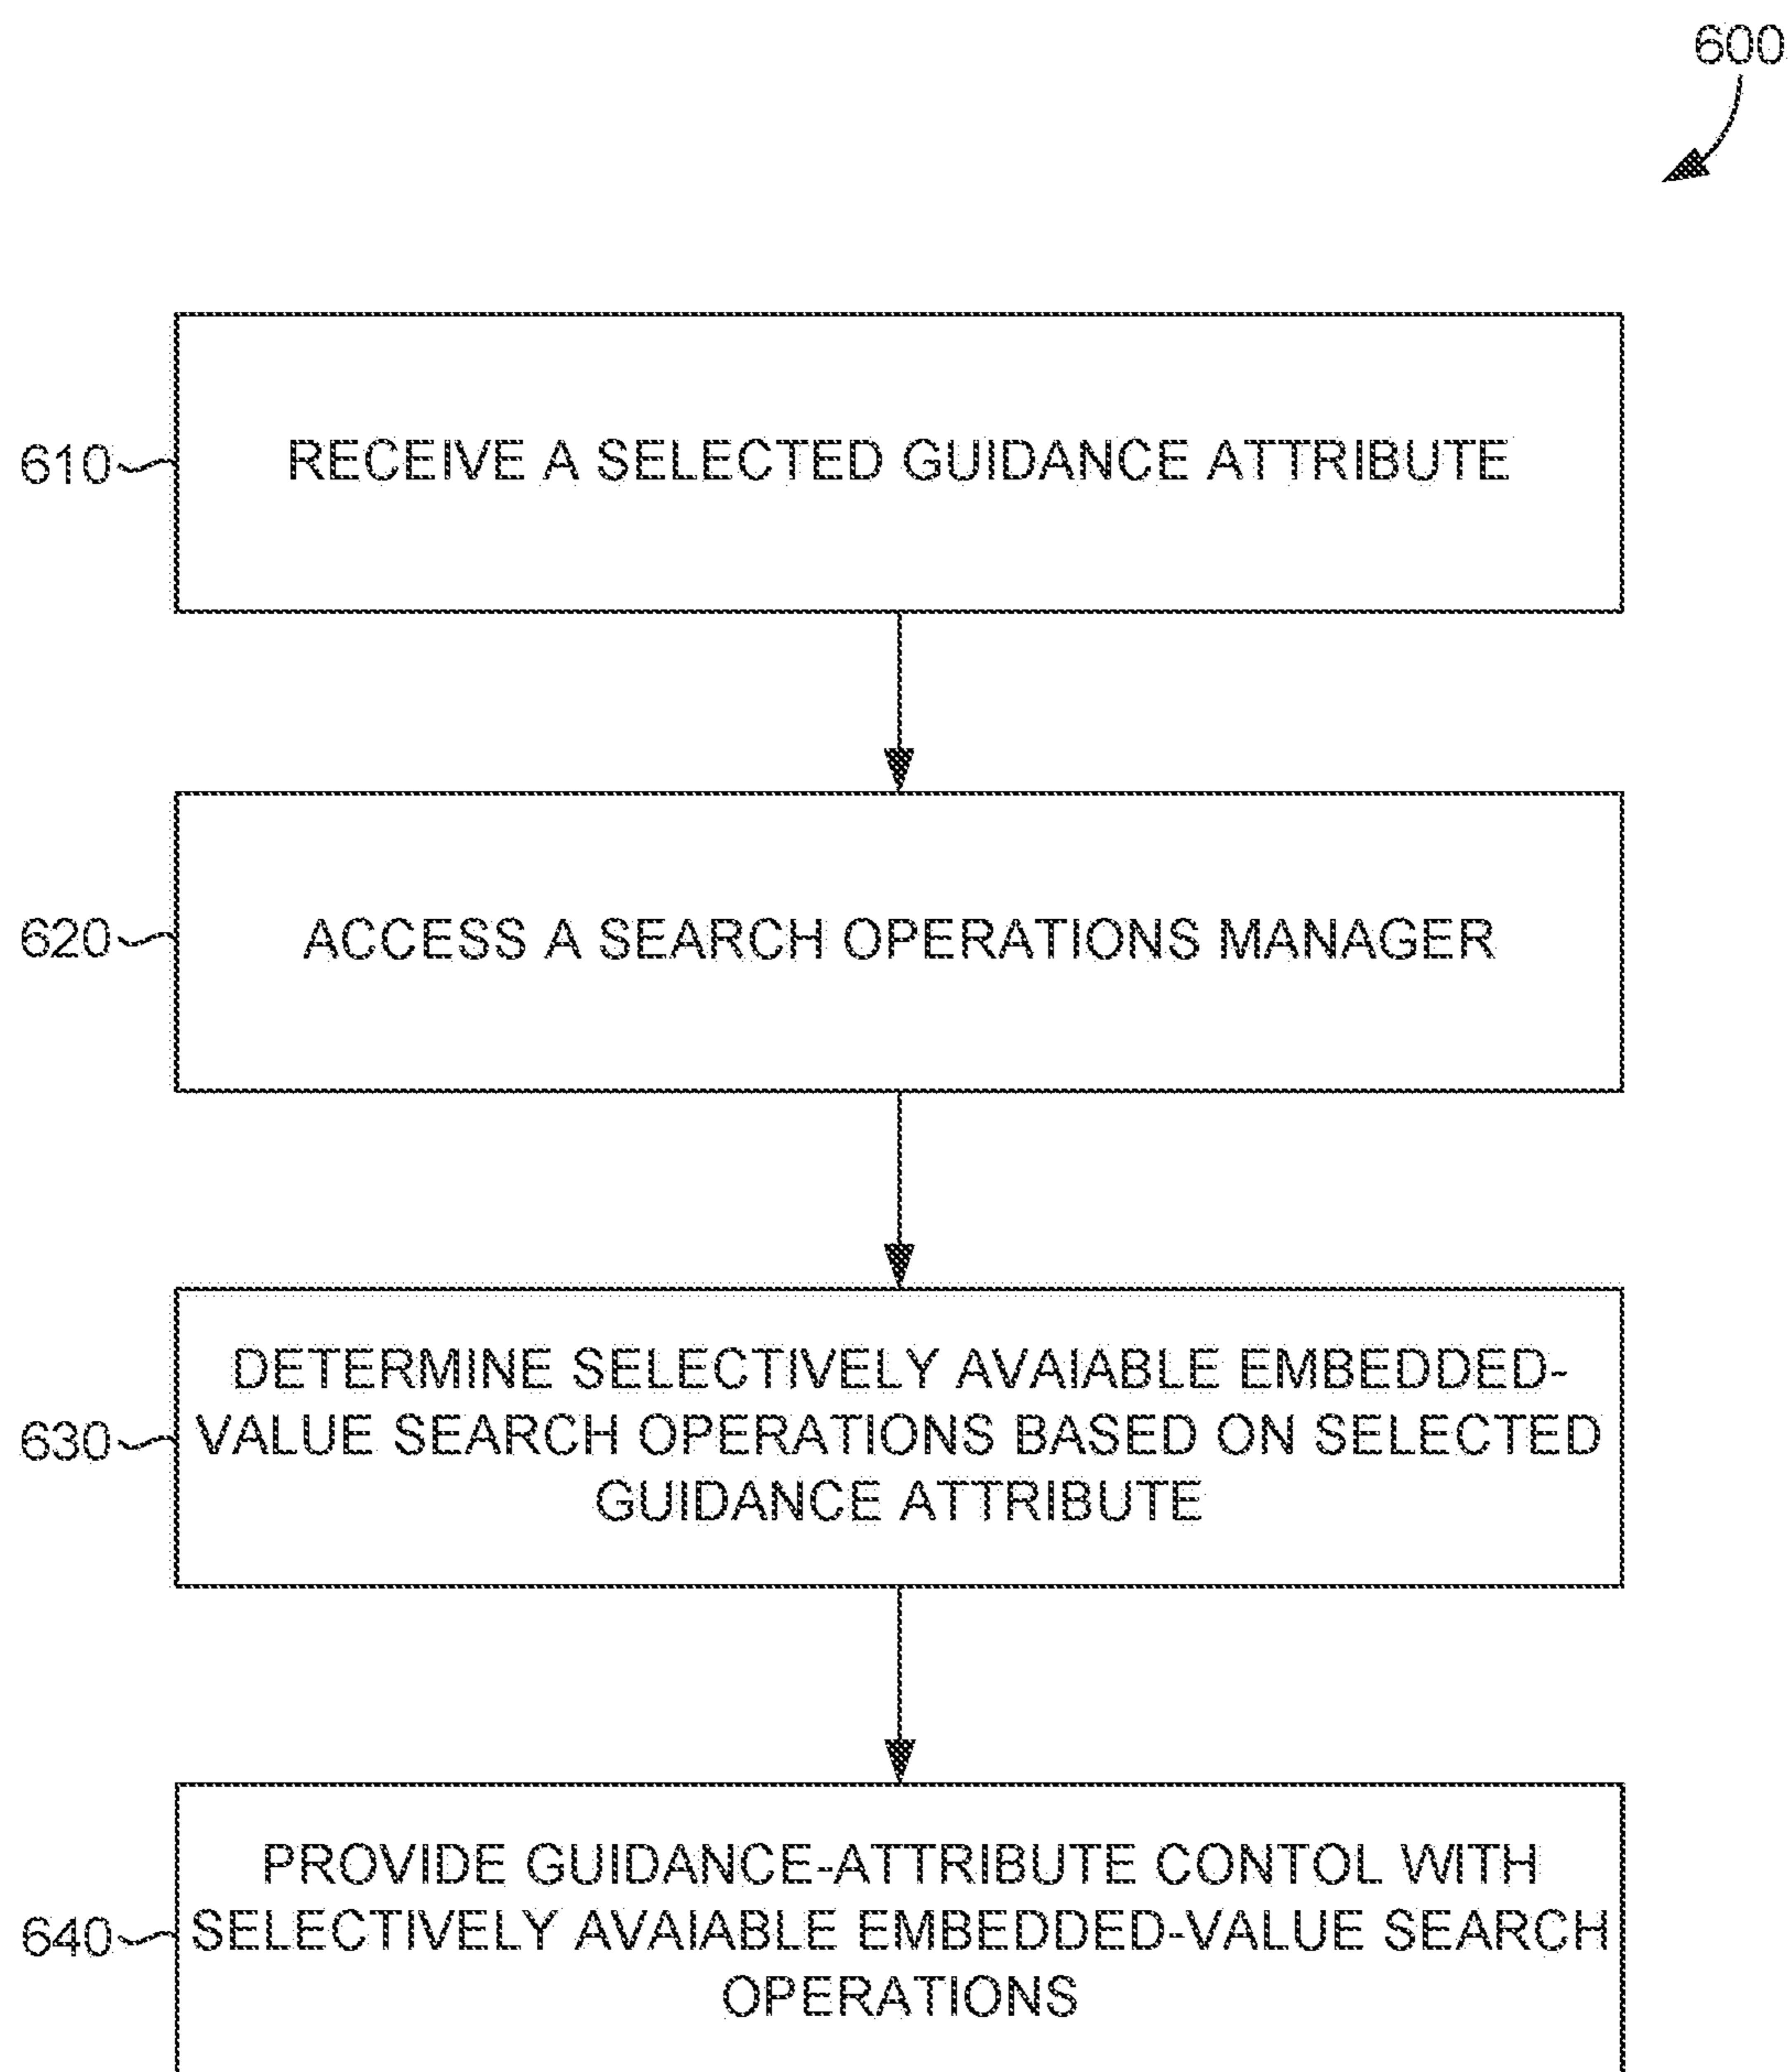 600
610
RECEIVE A SELECTED GUIDANCE ATTRIBUTE
620
ACCESS A SEARCH OPERATIONS MANAGER
630
DETERMINE SELECTIVELY AVAIABLE EMBEDDED-
VALUE SEARCH OPERATIONS BASED ON SELECTED
GUIDANCE ATTRIBUTE
640
PROVIDE GUIDANCE-ATTRIBUTE CONTOL WITH
SELECTIVELY AVAIABLE EMBEDDED-VALUE SEARCH
OPERATIONS